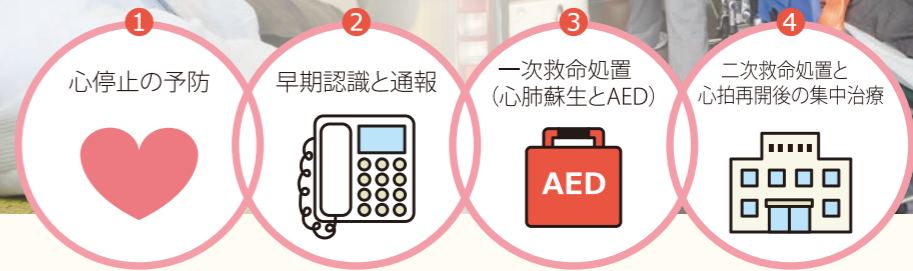 1
心停止の予防
2
早期認識と通報
3
一次救命処置
（心肺蘇生とAED）
AED
4
二次救命処置と
心拍再開後の集中治療